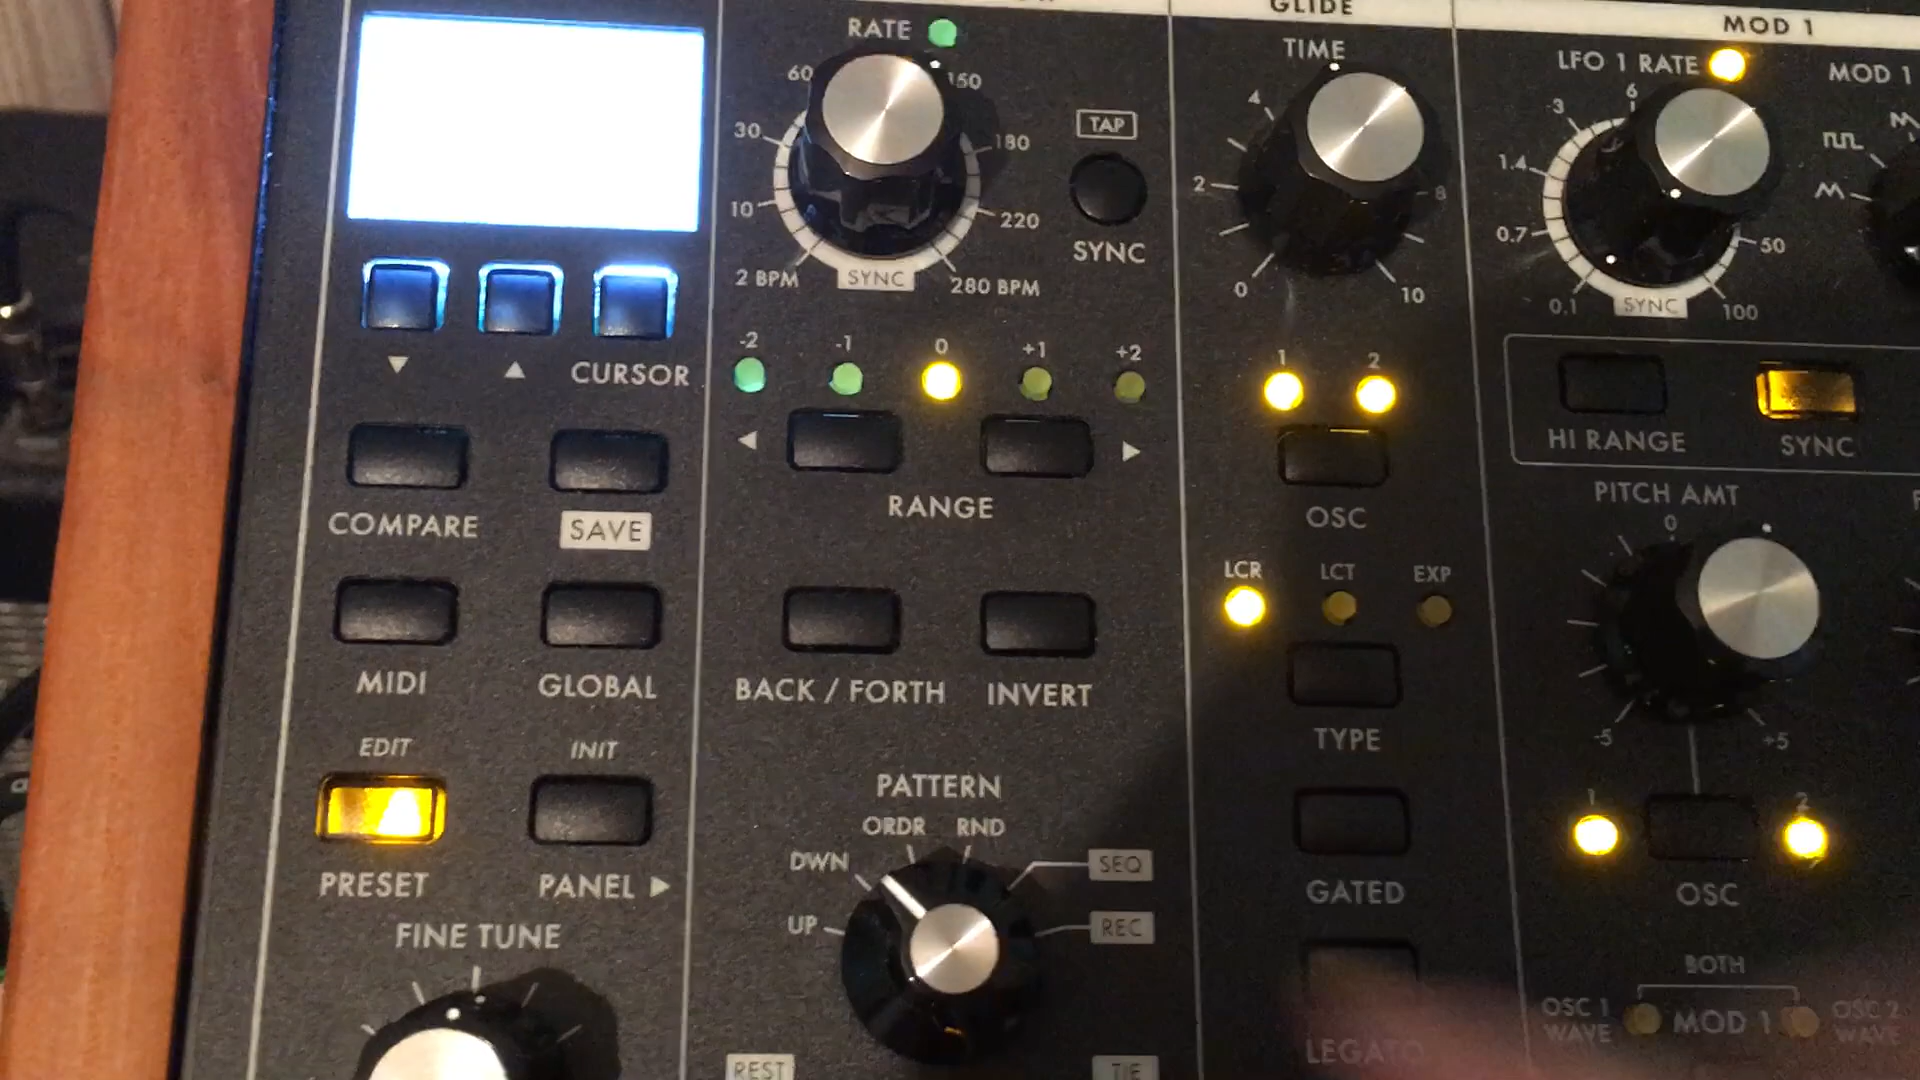 GLIDE
MOD 1
RATE
60
150
30
180
10
220
2 BPM
SYNC
280 BPM
TAP
SYNC
TIME
4
2
8
0
10
LFO 1 RATE
MOD 1
6
3
1.4
0.7
50
0.1
SYNC
100
CURSOR
-2
-1
0
+1
+2
RANGE
1
2
OSC
HI RANGE
SYNC
COMPARE
SAVE
LCR
LCT
EXP
TYPE
PITCH AMT
0
-5
+5
MIDI
GLOBAL
BACK / FORTH
INVERT
EDIT
INIT
PRESET
PANEL
PATTERN
ORDR
RND
DWN
SEQ
UP
REC
GATED
1
2
OSC
FINE TUNE
REST
TIE
LEGATO
BOTH
OSC 1
WAVE
MOD 1
OSC 2
WAVE